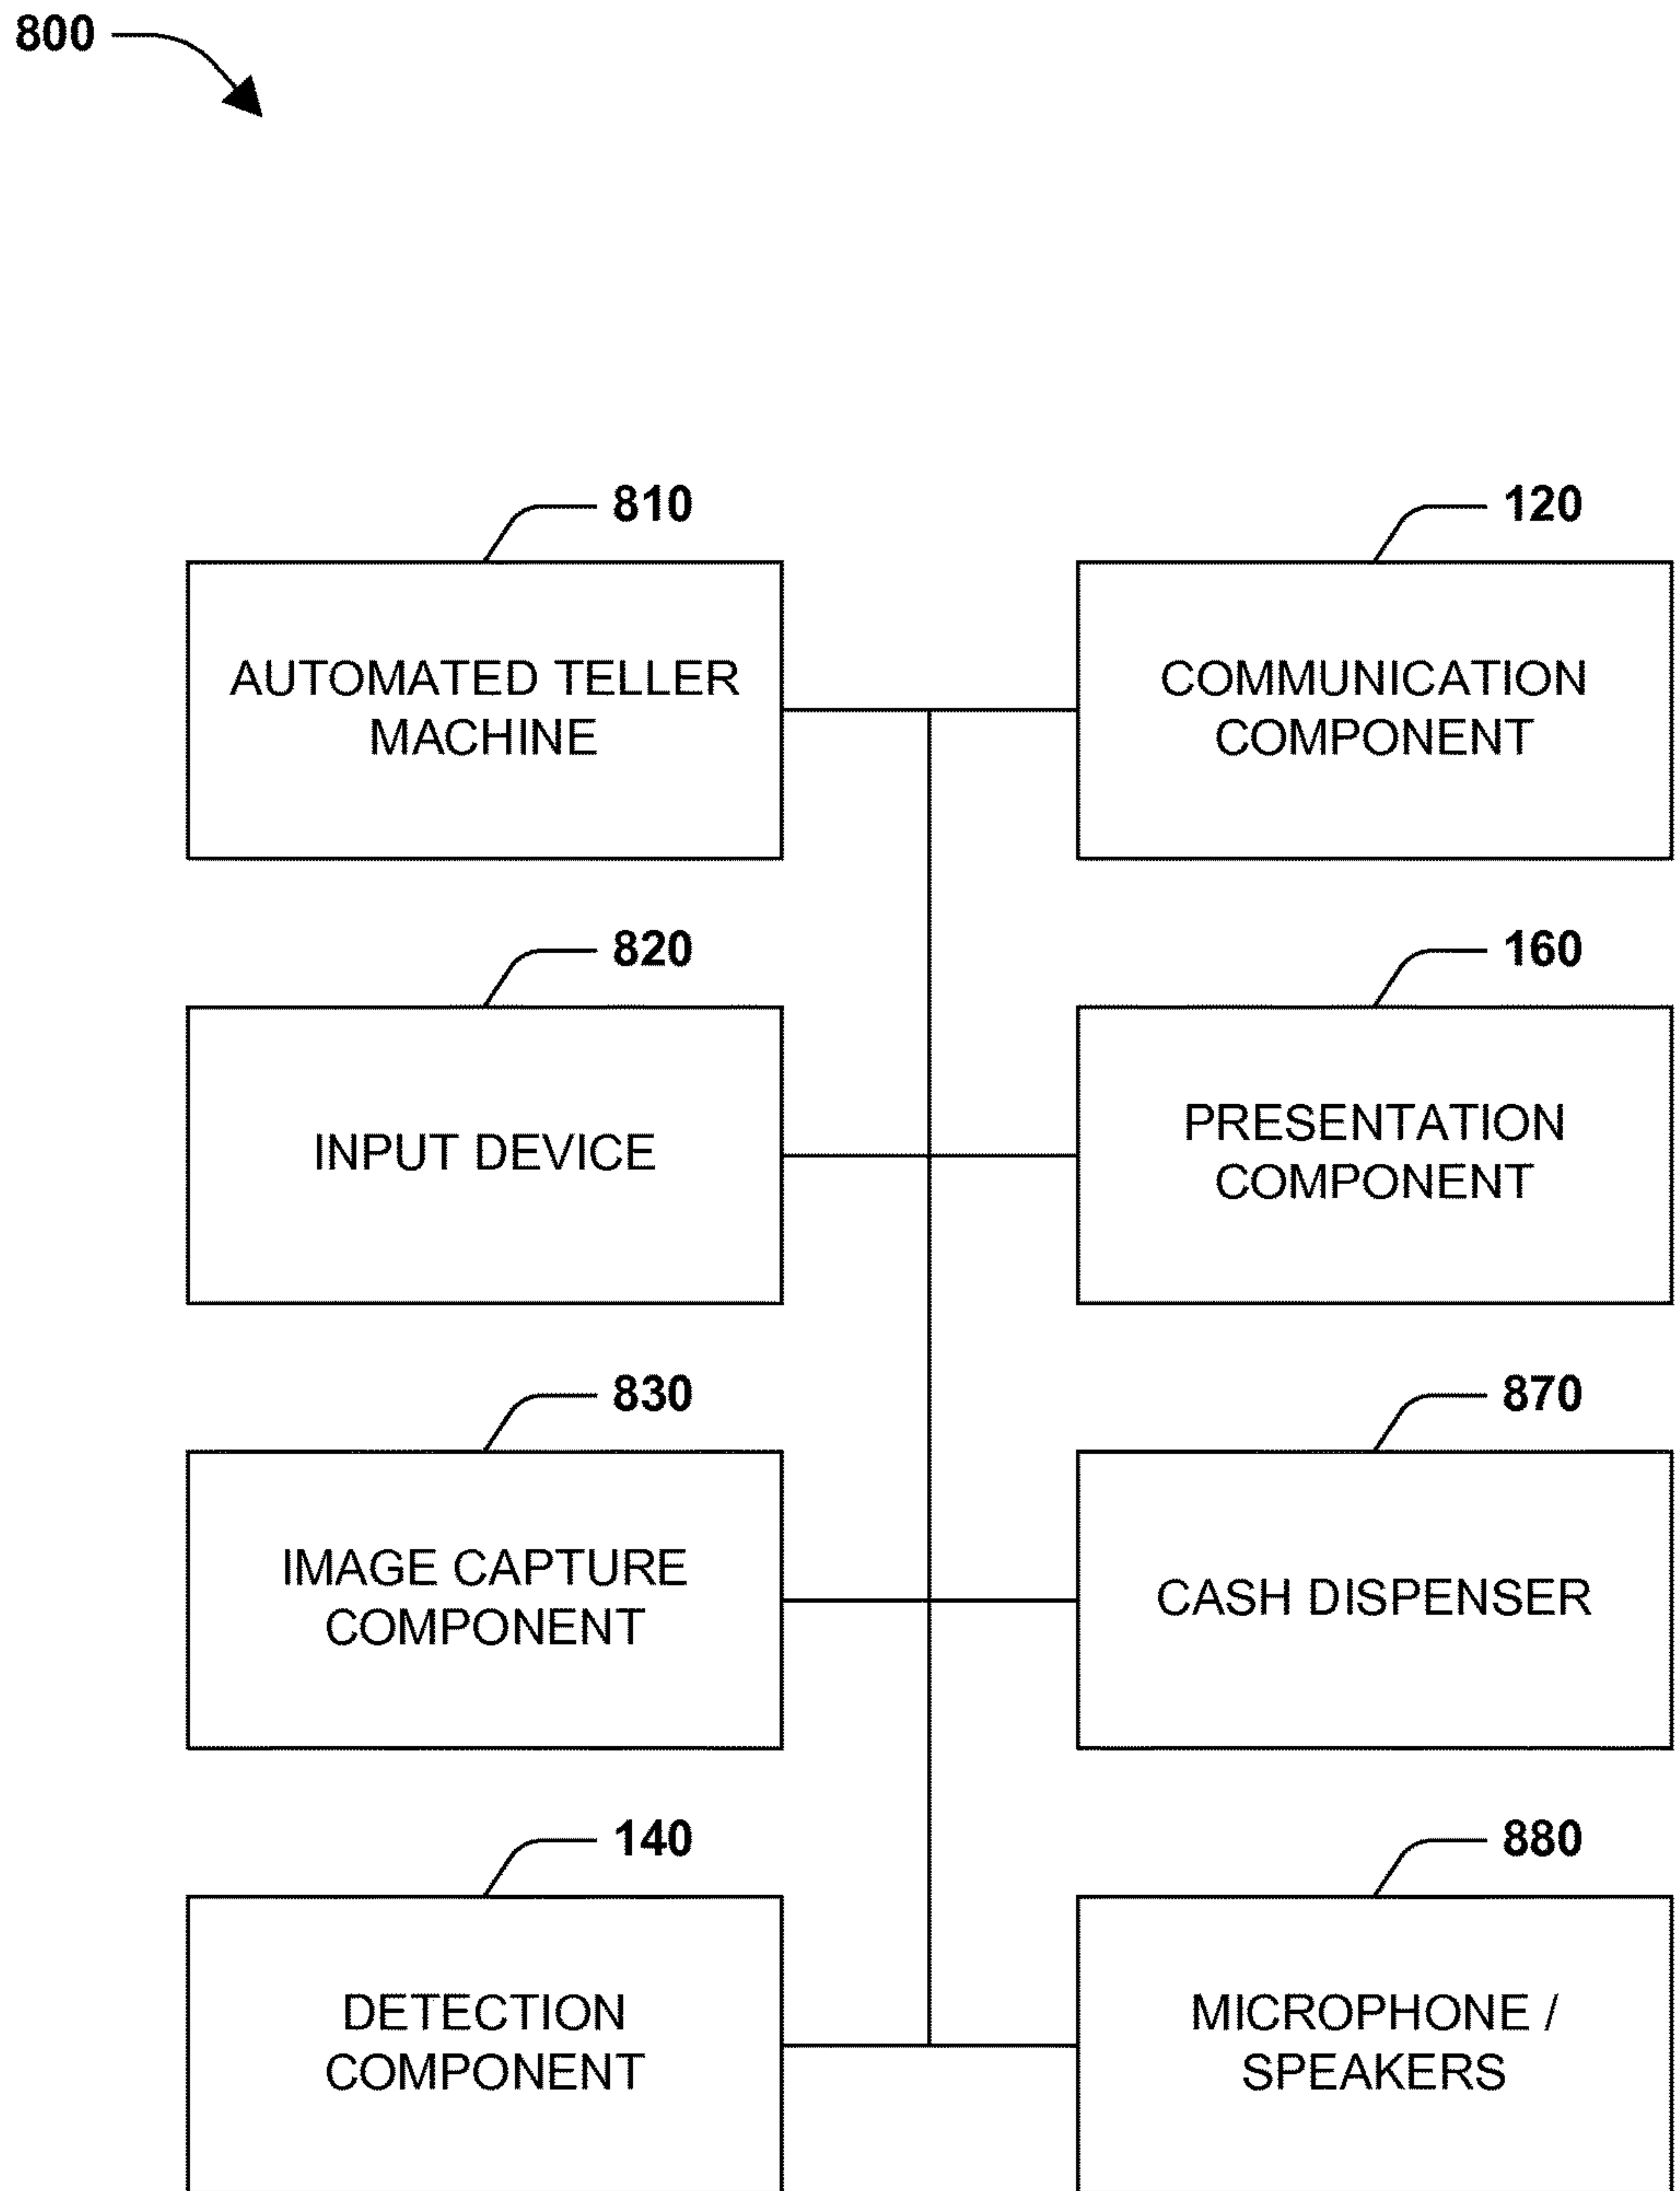 800
810
AUTOMATED TELLER
MACHINE
120
COMMUNICATION
COMPONENT
820
INPUT DEVICE
160
PRESENTATION
COMPONENT
830
IMAGE CAPTURE
COMPONENT
870
CASH DISPENSER
140
DETECTION
COMPONENT
880
MICROPHONE /
SPEAKERS